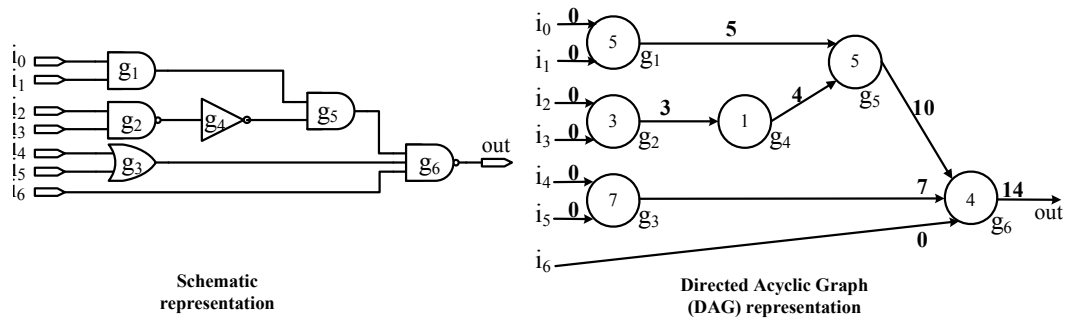 i0
i1
i2
i3
i4
i5
i6
g1
g2
g4
g3
g5
g6
out
Schematic
representation
i0 0
i1 0
5
g1
5
5
g5
i2 0
i3 0
3
g2
3
1
g4
4
10
i4 0
i5 0
7
g3
7
4
g6
14
out
i6
0
Directed Acyclic Graph
(DAG) representation